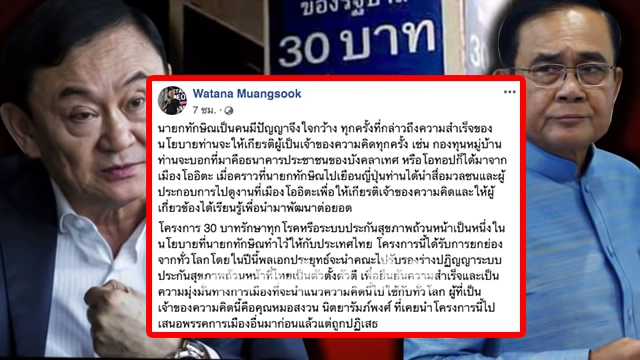 ของรัฐบาล
30 บาท
Watana Muangsook
7 ชม.
นายกทักษิณเป็นคนมีปัญญาจึงใจกว้าง ทุกครั้งที่กล่าวถึงความสำเร็จของ
นโยบายท่านจะให้เกียรติผู้เป็นเจ้าของความคิดทุกครั้ง เช่น กองทุนหมู่บ้าน
ท่านจะบอกที่มาคือธนาคารประชาชนของบังคลาเทศ หรือโอทอปก็ได้มาจาก
เมืองโออิตะ เมื่อคราวที่นายกทักษิณไปเยือนญี่ปุ่นท่านได้นำสื่อมวลชนและผู้
ประกอบการไปดูงานที่เมืองโออิตะเพื่อให้เกียรติเจ้าของความคิดและให้ผู้
เกี่ยวข้องได้เรียนรู้เพื่อนำมาพัฒนาต่อยอด
โครงการ 30 บาทรักษาทุกโรคหรือระบบประกันสุขภาพถ้วนหน้าเป็นหนึ่งใน
นโยบายที่นายกทักษิณทำไว้ให้กับประเทศไทย โครงการนี้ได้รับการยกย่อง
จากทั่วโลกโดยในปีนี้พลเอกประยุทธ์จะนำคณะไปรับรองร่างปฏิญญาระบบ
ประกันสุขภาพถ้วนหน้าที่ไทยเป็นตัวตั้งตัวตี เพื่อยืนยันความสำเร็จและเป็น
ความมุ่งมั่นทางการเมืองที่จะนำแนวความคิดนี้ไปใช้กับทั่วโลก ผู้ที่เป็น
เจ้าของความคิดนี้คือคุณหมอสงวน นิตยารัมภ์พงศ์ ที่เคยนำโครงการนี้ไป
เสนอพรรคการเมืองอื่นมาก่อนแล้วแต่ถูกปฏิเสธ